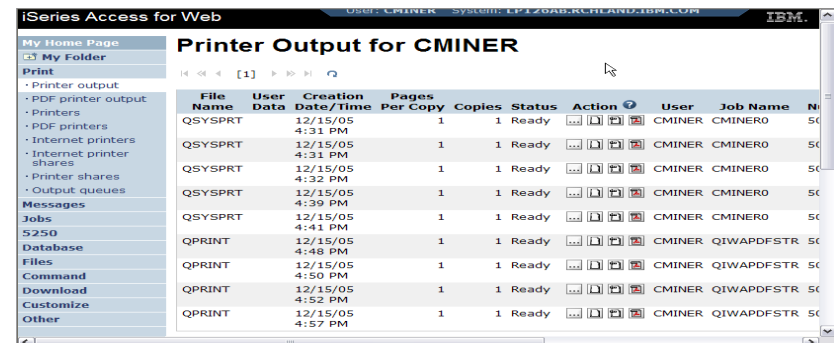 iSeries Access for Web
User: CMINER System: LP126AB.RCHLAND.IBM.COM
IBM.
My Home Page
My Folder
Print
· Printer output
· PDF printer output
· Printers
· PDF printers
· Internet printers
· Internet printer
shares
· Printer shares
· Output queues
Messages
Jobs
5250
Database
Files
Command
Download
Customize
Other
Printer Output for CMINER
[1]
File Name User Data Creation Date/Time Pages Per Copy Copies Status Action ? User Job Name
QSYSPRT 12/15/05 4:31 PM 1 1 Ready ... CMINER CMINER0
QSYSPRT 12/15/05 4:31 PM 1 1 Ready ... CMINER CMINER0
QSYSPRT 12/15/05 4:32 PM 1 1 Ready ... CMINER CMINER0
QSYSPRT 12/15/05 4:39 PM 1 1 Ready ... CMINER CMINER0
QSYSPRT 12/15/05 4:41 PM 1 1 Ready ... CMINER CMINER0
QPRINT 12/15/05 4:48 PM 1 1 Ready ... CMINER QIWAPDFSTR
QPRINT 12/15/05 4:50 PM 1 1 Ready ... CMINER QIWAPDFSTR
QPRINT 12/15/05 4:52 PM 1 1 Ready ... CMINER QIWAPDFSTR
QPRINT 12/15/05 4:57 PM 1 1 Ready ... CMINER QIWAPDFSTR